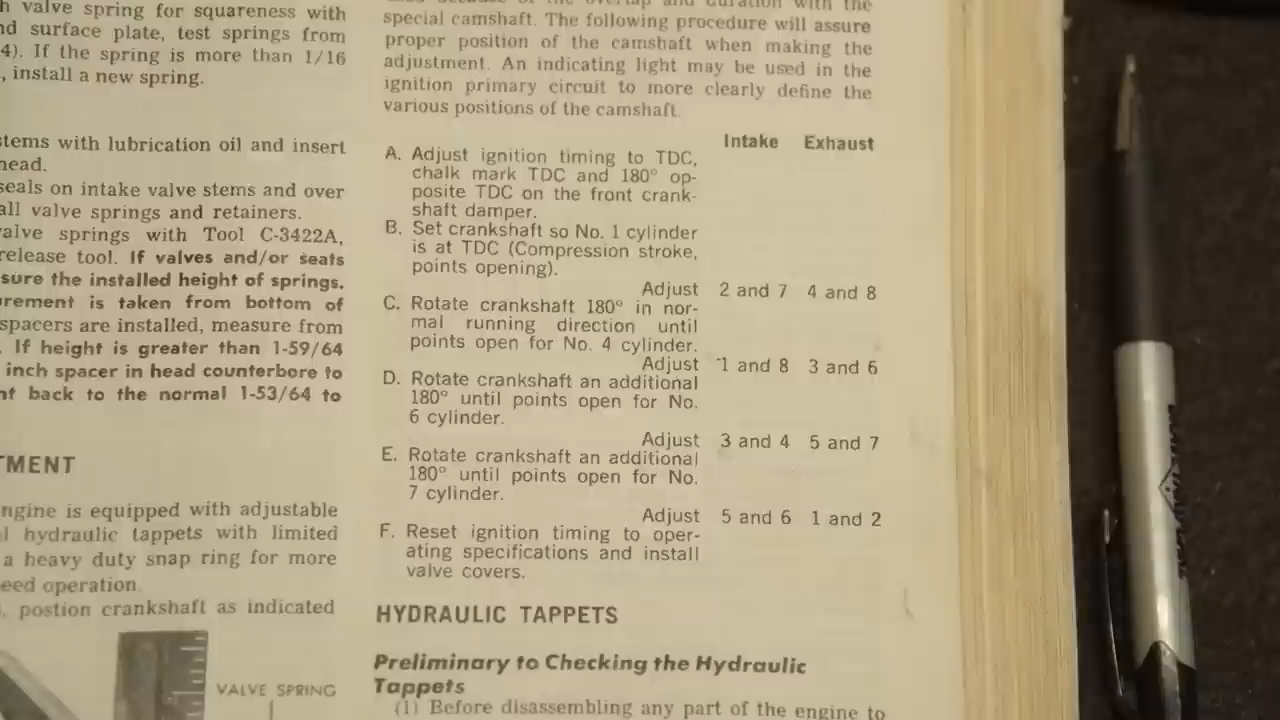 h valve spring for squareness with
nd surface plate, test springs from
4). If the spring is more than 1/16
, install a new spring.
stems with lubrication oil and insert
head.
seals on intake valve stems and over
all valve springs and retainers.
valve springs with Tool C-3422A,
release tool. If valves and/or seats
sure the installed height of springs.
urement is taken from bottom of
spacers are installed, measure from
. If height is greater than 1-59/64
inch spacer in head counterbore to
nt back to the normal 1-53/64 to
TMENT
ngine is equipped with adjustable
l hydraulic tappets with limited
a heavy duty snap ring for more
eed operation.
, postion crankshaft as indicated
VALVE SPRING
overlap and duration with the
special camshaft. The following procedure will assure
proper position of the camshaft when making the
adjustment. An indicating light may be used in the
ignition primary circuit to more clearly define the
various positions of the camshaft.
Intake Exhaust
A. Adjust ignition timing to TDC,
chalk mark TDC and 180° op-
posite TDC on the front crank-
shaft damper.
B. Set crankshaft so No. 1 cylinder
is at TDC (Compression stroke,
points opening).
Adjust 2 and 7 4 and 8
C. Rotate crankshaft 180° in nor-
mal running direction until
points open for No. 4 cylinder.
Adjust 1 and 8 3 and 6
D. Rotate crankshaft an additional
180° until points open for No.
6 cylinder.
Adjust 3 and 4 5 and 7
E. Rotate crankshaft an additional
180° until points open for No.
7 cylinder.
Adjust 5 and 6 1 and 2
F. Reset ignition timing to oper-
ating specifications and install
valve covers.
HYDRAULIC TAPPETS
Preliminary to Checking the Hydraulic
Tappets
(1) Before disassembling any part of the engine to